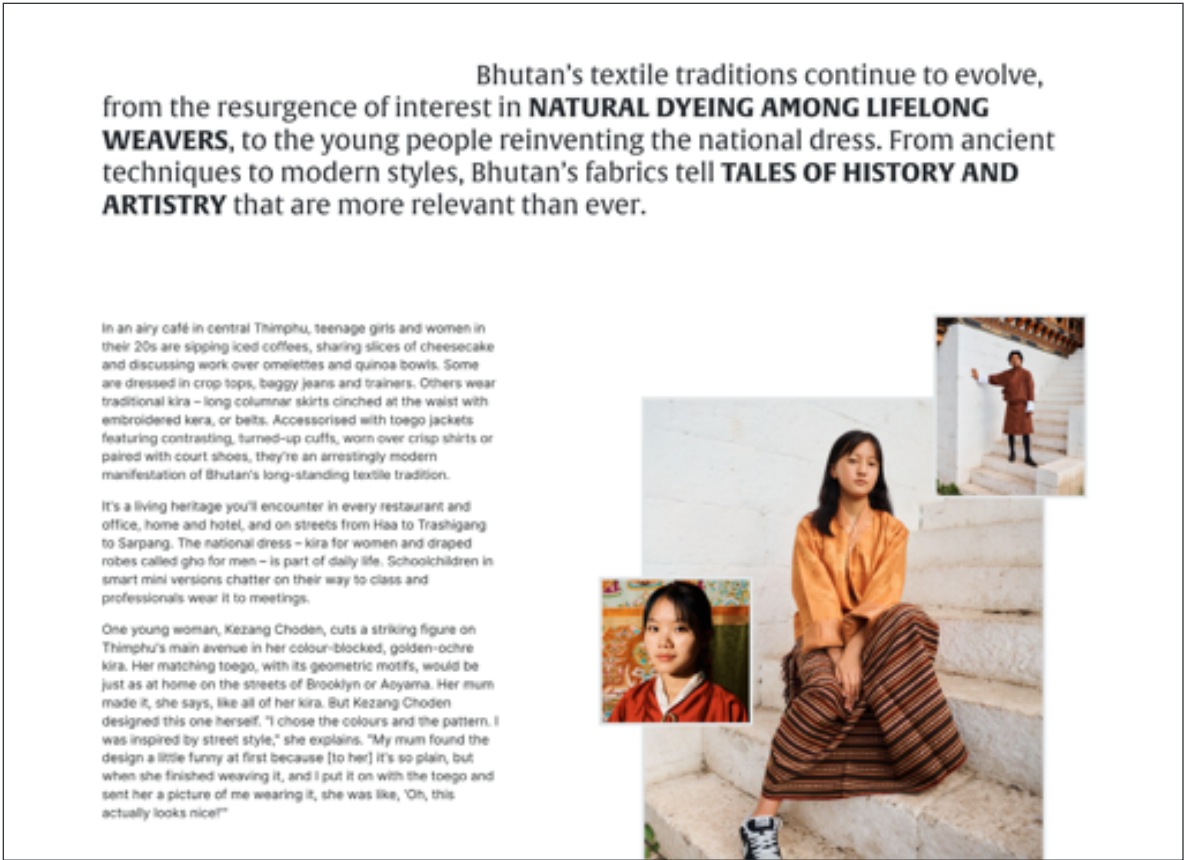 Bhutan’s textile traditions continue to evolve,
from the resurgence of interest in NATURAL DYEING AMONG LIFELONG
WEAVERS, to the young people reinventing the national dress. From ancient
techniques to modern styles, Bhutan’s fabrics tell TALES OF HISTORY AND
ARTISTRY that are more relevant than ever.
In an airy café in central Thimphu, teenage girls and women in
their 20s are sipping iced coffees, sharing slices of cheesecake
and discussing work over omelettes and quinoa bowls. Some
are dressed in crop tops, baggy jeans and trainers. Others wear
traditional kira – long columnar skirts cinched at the waist with
embroidered kera, or belts. Accessorised with toego jackets
featuring contrasting, turned-up cuffs, worn over crisp shirts or
paired with court shoes, they're an arrestingly modern
manifestation of Bhutan's long-standing textile tradition.
It's a living heritage you'll encounter in every restaurant and
office, home and hotel, and on streets from Haa to Trashigang
to Sarpang. The national dress – kira for women and draped
robes called gho for men – is part of daily life. Schoolchildren in
smart mini versions chatter on their way to class and
professionals wear it to meetings.
One young woman, Kezang Choden, cuts a striking figure on
Thimphu's main avenue in her colour-blocked, golden-ochre
kira. Her matching toego, with its geometric motifs, would be
just as at home on the streets of Brooklyn or Aoyama. Her mum
made it, she says, like all of her kira. But Kezang Choden
designed this one herself. "I chose the colours and the pattern. I
was inspired by street style," she explains. "My mum found the
design a little funny at first because [to her] it's so plain, but
when she finished weaving it, and I put it on with the toego and
sent her a picture of me wearing it, she was like, 'Oh, this
actually looks nice!'"